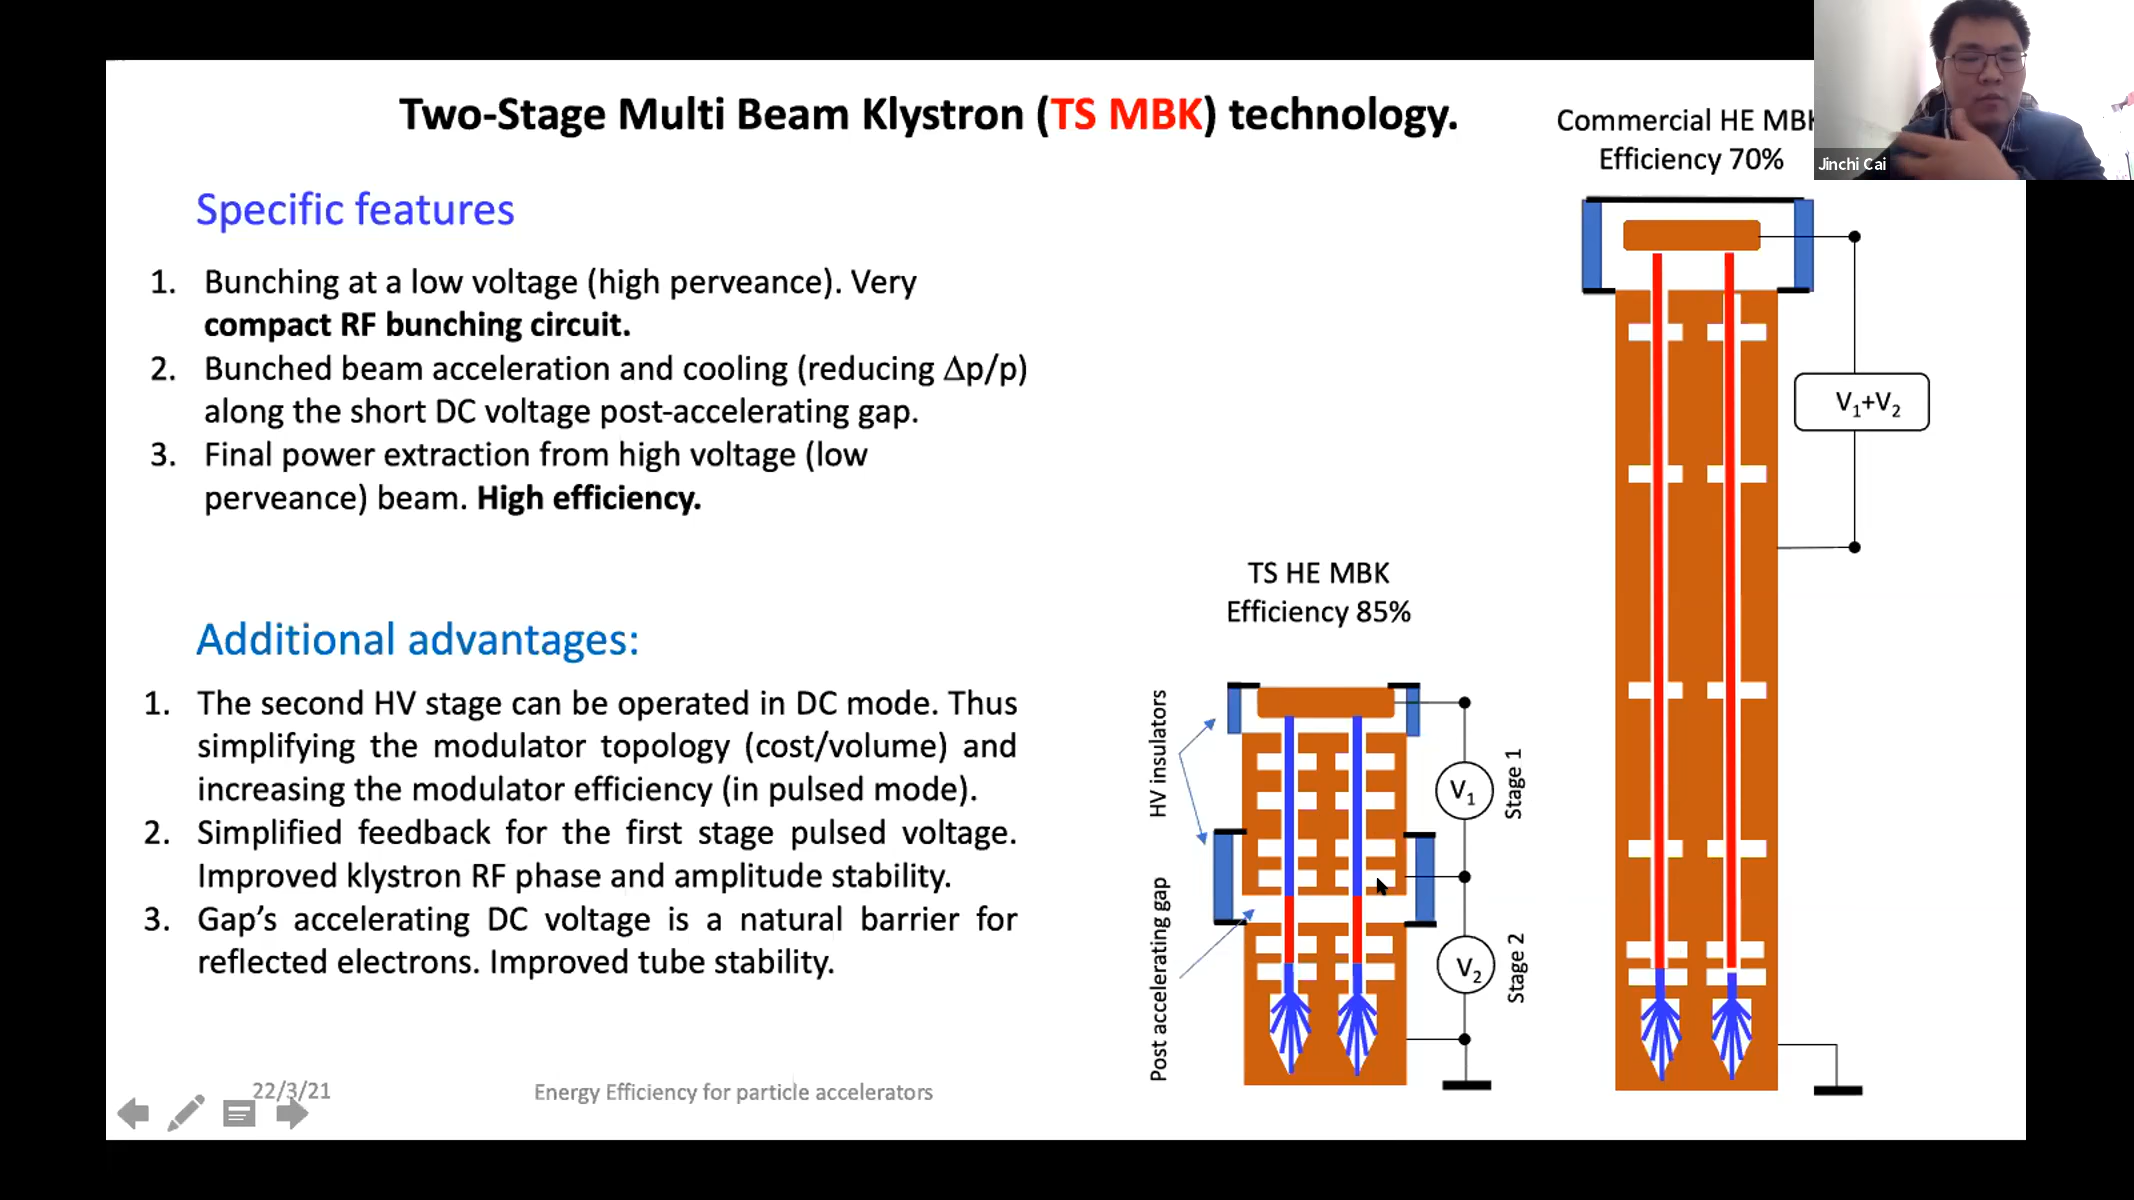 Two-Stage Multi Beam Klystron (TS MBK) technology.
Commercial HE MBK
Efficiency 70%
Jinchi Cai
Specific features
1. Bunching at a low voltage (high perveance). Very
compact RF bunching circuit.
2. Bunched beam acceleration and cooling (reducing Δp/p)
along the short DC voltage post-accelerating gap.
3. Final power extraction from high voltage (low
perveance) beam. High efficiency.
V₁+V₂
TS HE MBK
Efficiency 85%
Additional advantages:
1. The second HV stage can be operated in DC mode. Thus
simplifying the modulator topology (cost/volume) and
increasing the modulator efficiency (in pulsed mode).
2. Simplified feedback for the first stage pulsed voltage.
Improved klystron RF phase and amplitude stability.
3. Gap’s accelerating DC voltage is a natural barrier for
reflected electrons. Improved tube stability.
HV insulators
Post accelerating gap
V₁
Stage 1
V₂
Stage 2
22/3/21
Energy Efficiency for particle accelerators